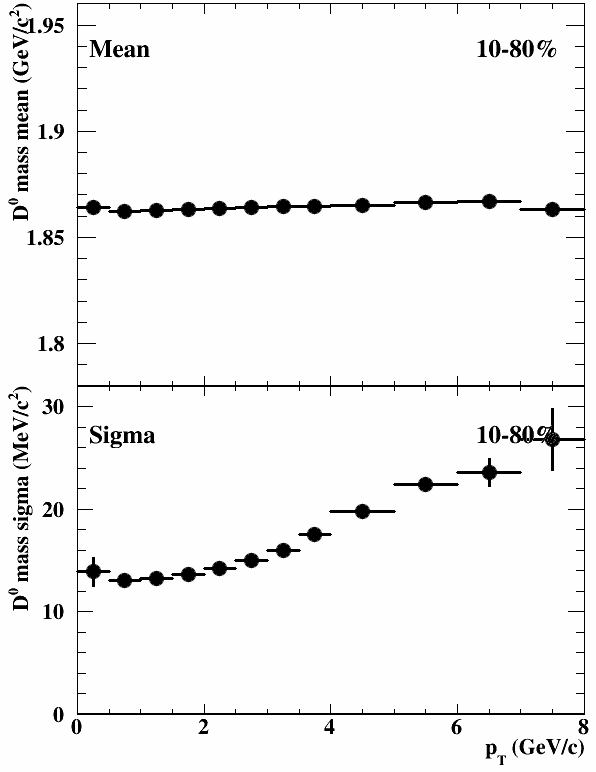 D0 mass mean (GeV/c2)
1.95
1.9
1.85
1.8
Mean
10-80%
D0 mass sigma (MeV/c2)
30
20
10
0
Sigma
10-80%
0 2 4 6 8
pT (GeV/c)